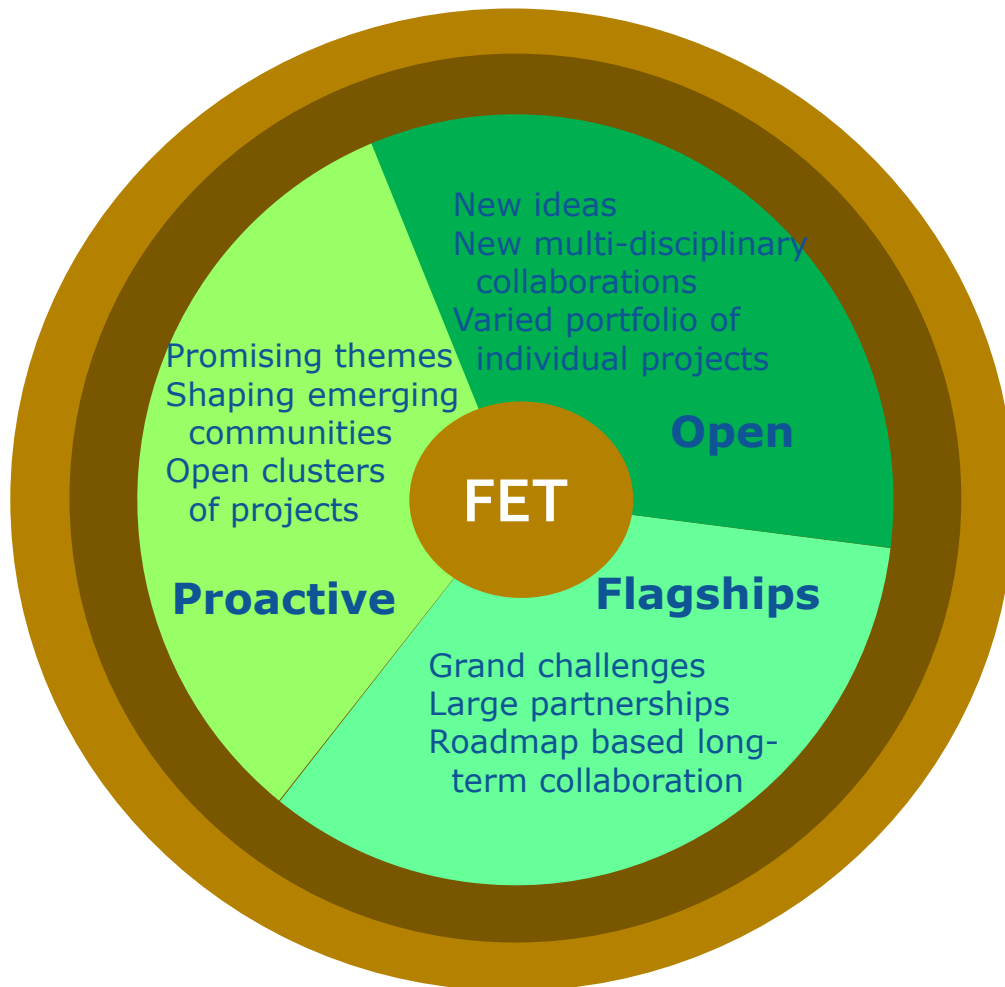 New ideas
New multi-disciplinary
collaborations
Varied portfolio of
individual projects
Open
Promising themes
Shaping emerging
communities
Open clusters
of projects
Proactive
FET
Flagships
Grand challenges
Large partnerships
Roadmap based long-
term collaboration